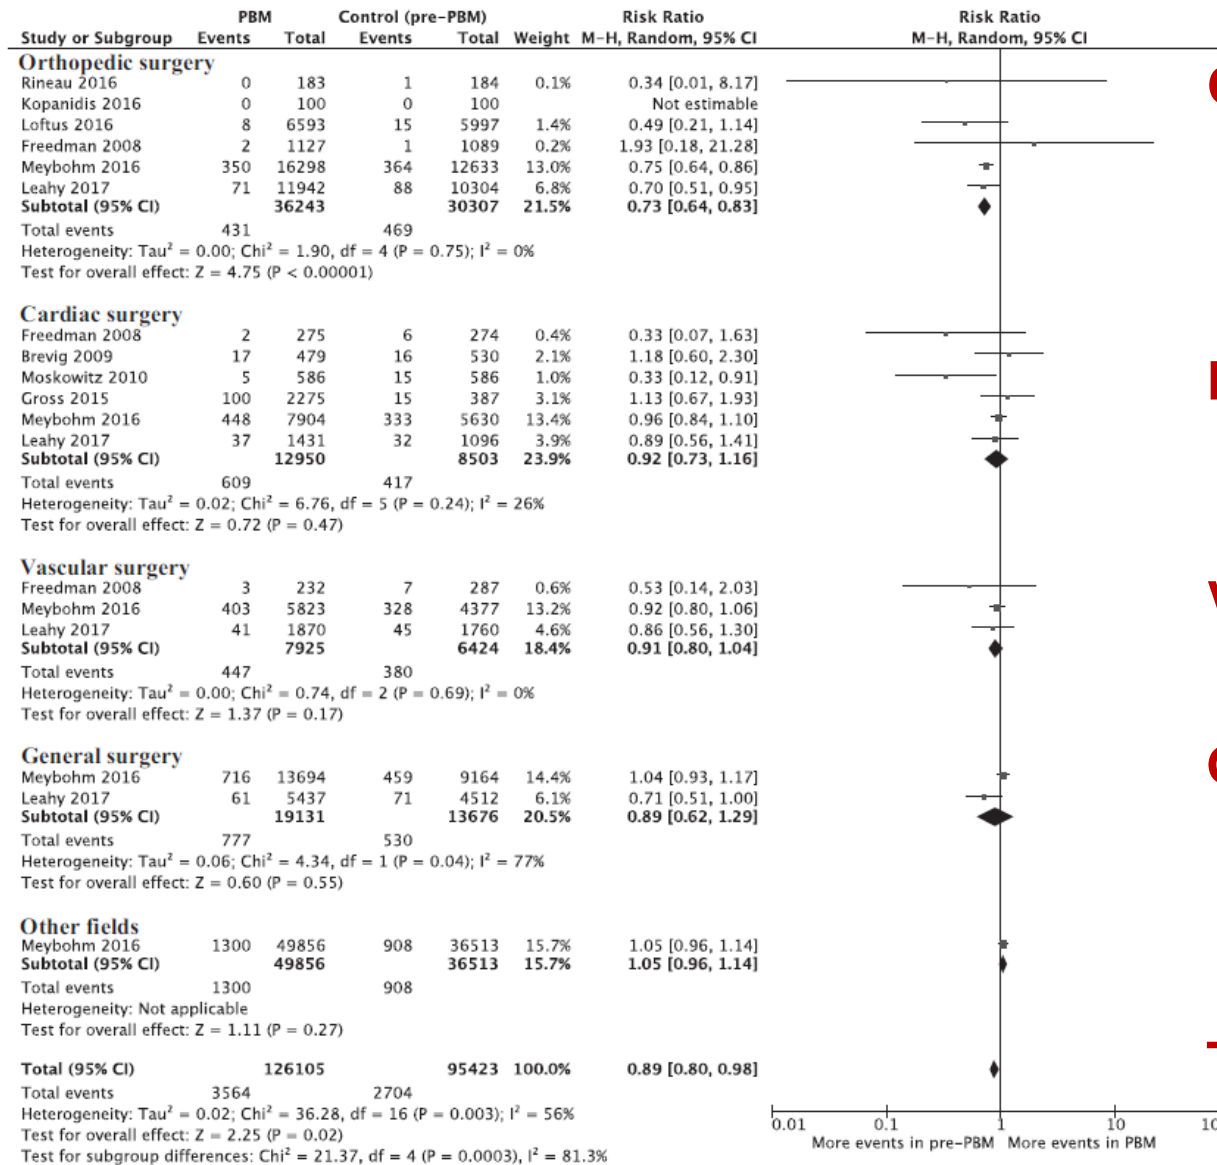 PBM Control (pre-PBM) Risk Ratio Risk Ratio
Study or Subgroup Events Total Events Total Weight M-H, Random, 95% CI M-H, Random, 95% CI
Orthopedic surgery
Rineau 2016 0 183 1 184 0.1% 0.34 [0.01, 8.17]
Kopanidis 2016 0 100 0 100 Not estimable
Loftus 2016 8 6593 15 5997 1.4% 0.49 [0.21, 1.14]
Freedman 2008 2 1127 1 1089 0.2% 1.93 [0.18, 21.28]
Meybohm 2016 350 16298 364 12633 13.0% 0.75 [0.64, 0.86]
Leahy 2017 71 11942 88 10304 6.8% 0.70 [0.51, 0.95]
Subtotal (95% CI) 36243 30307 21.5% 0.73 [0.64, 0.83]
Total events 431 469
Heterogeneity: Tau² = 0.00; Chi² = 1.90, df = 4 (P = 0.75); I² = 0%
Test for overall effect: Z = 4.75 (P < 0.00001)
Cardiac surgery
Freedman 2008 2 275 6 274 0.4% 0.33 [0.07, 1.63]
Brevig 2009 17 479 16 530 2.1% 1.18 [0.60, 2.30]
Moskowitz 2010 5 586 15 586 1.0% 0.33 [0.12, 0.91]
Gross 2015 100 2275 15 387 3.1% 1.13 [0.67, 1.93]
Meybohm 2016 448 7904 333 5630 13.4% 0.96 [0.84, 1.10]
Leahy 2017 37 1431 32 1096 3.9% 0.89 [0.56, 1.41]
Subtotal (95% CI) 12950 8503 23.9% 0.92 [0.73, 1.16]
Total events 609 417
Heterogeneity: Tau² = 0.02; Chi² = 6.76, df = 5 (P = 0.24); I² = 26%
Test for overall effect: Z = 0.72 (P = 0.47)
Vascular surgery
Freedman 2008 3 232 7 287 0.6% 0.53 [0.14, 2.03]
Meybohm 2016 403 5823 328 4377 13.2% 0.92 [0.80, 1.06]
Leahy 2017 41 1870 45 1760 4.6% 0.86 [0.56, 1.30]
Subtotal (95% CI) 7925 6424 18.4% 0.91 [0.80, 1.04]
Total events 447 380
Heterogeneity: Tau² = 0.00; Chi² = 0.74, df = 2 (P = 0.69); I² = 0%
Test for overall effect: Z = 1.37 (P = 0.17)
General surgery
Meybohm 2016 716 13694 459 9164 14.4% 1.04 [0.93, 1.17]
Leahy 2017 61 5437 71 4512 6.1% 0.71 [0.51, 1.00]
Subtotal (95% CI) 19131 13676 20.5% 0.89 [0.62, 1.29]
Total events 777 530
Heterogeneity: Tau² = 0.06; Chi² = 4.34, df = 1 (P = 0.04); I² = 77%
Test for overall effect: Z = 0.60 (P = 0.55)
Other fields
Meybohm 2016 1300 49856 908 36513 15.7% 1.05 [0.96, 1.14]
Subtotal (95% CI) 49856 36513 15.7% 1.05 [0.96, 1.14]
Total events 1300 908
Heterogeneity: Not applicable
Test for overall effect: Z = 1.11 (P = 0.27)
Total (95% CI) 126105 95423 100.0% 0.89 [0.80, 0.98]
Total events 3564 2704
Heterogeneity: Tau² = 0.02; Chi² = 36.28, df = 16 (P = 0.003); I² = 56%
Test for overall effect: Z = 2.25 (P = 0.02)
Test for subgroup differences: Chi² = 21.37, df = 4 (P = 0.0003), I² = 81.3%
0.01 0.1 1 10
More events in pre-PBM More events in PBM